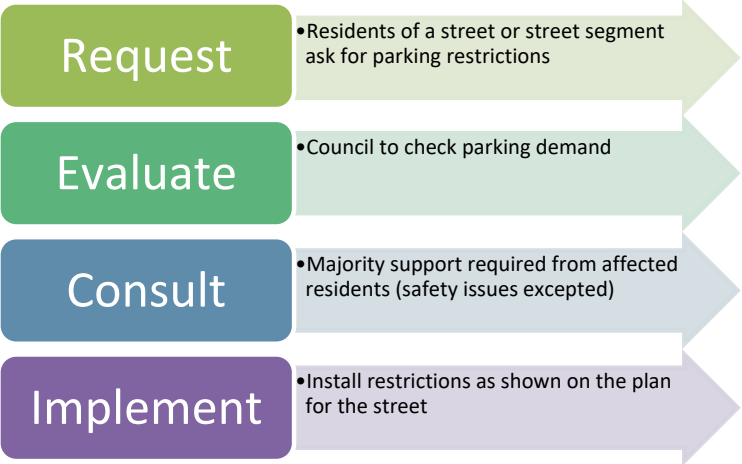 Request
•Residents of a street or street segment
ask for parking restrictions
Evaluate
•Council to check parking demand
Consult
•Majority support required from affected
residents (safety issues excepted)
Implement
•Install restrictions as shown on the plan
for the street